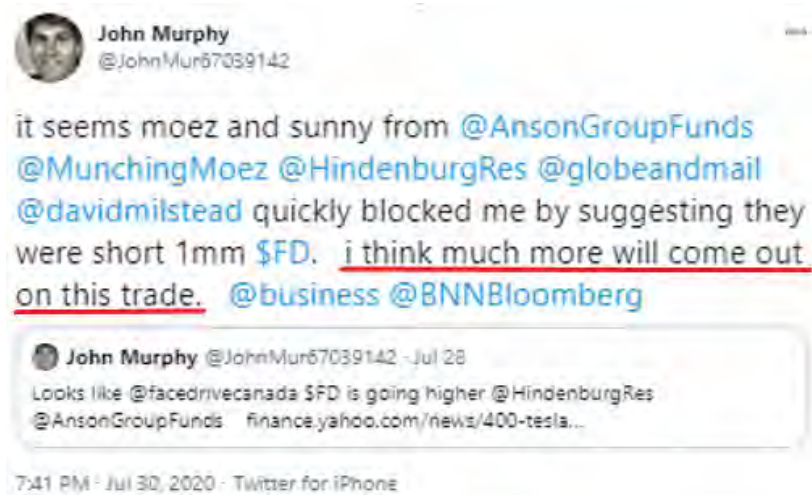 John Murphy
@JohnMur67039142
it seems moez and sunny from @AnsonGroupFunds
@MunchingMoez @HindenburgRes @globeandmail
@davidmilstead quickly blocked me by suggesting they
were short 1mm $FD. i think much more will come out
on this trade. @business @BNNBloomberg
John Murphy @JohnMur67039142 · Jul 28
Looks like @facedrivecanada $FD is going higher @HindenburgRes
@AnsonGroupFunds finance.yahoo.com/news/400-tesla...
7:41 PM · Jul 30, 2020 · Twitter for iPhone